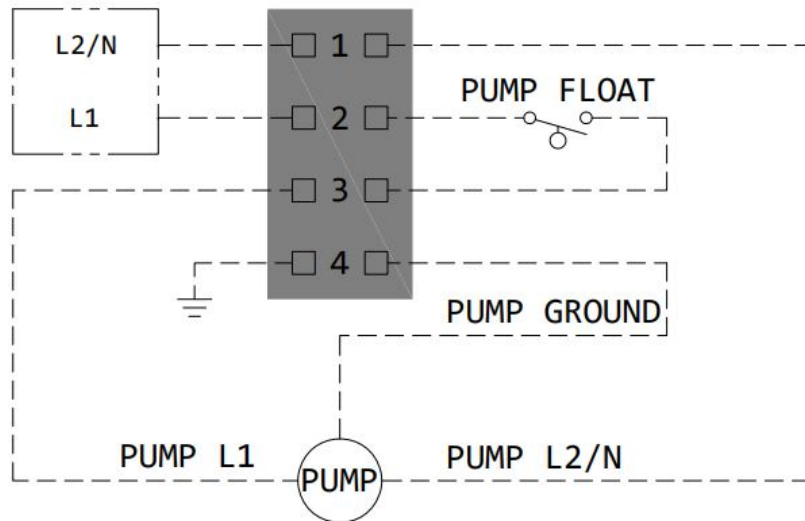 L2/N
1
PUMP FLOAT
L1
2
3
4
PUMP GROUND
PUMP L1
PUMP L2/N
PUMP